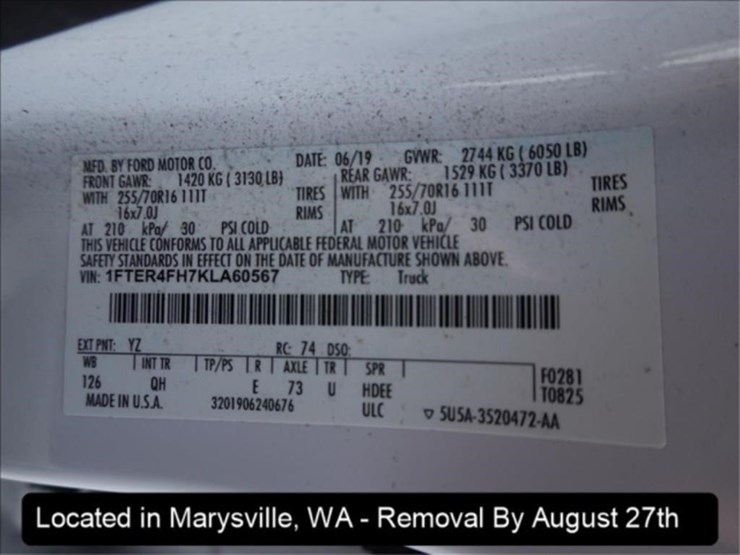 MFD. BY FORD MOTOR CO. DATE: 06/19 GVWR: 2744 KG ( 6050 LB)
FRONT GAWR: 1420 KG ( 3130 LB) REAR GAWR: 1529 KG ( 3370 LB)
WITH 255/70R16 111T TIRES WITH 255/70R16 111T TIRES
16x7.0J RIMS 16x7.0J RIMS
AT 210 kPa/ 30 PSI COLD AT 210 kPa/ 30 PSI COLD
THIS VEHICLE CONFORMS TO ALL APPLICABLE FEDERAL MOTOR VEHICLE
SAFETY STANDARDS IN EFFECT ON THE DATE OF MANUFACTURE SHOWN ABOVE.
VIN: 1FTER4FH7KLA60567 TYPE: Truck
EXT PNT: YZ RC: 74 DSO:
WB INT TR TP/PS R AXLE TR SPR
126 QH E 73 U HDEE F0281
MADE IN U.S.A. 3201906240676 ULC T0825
▽ 5U5A-3520472-AA
Located in Marysville, WA - Removal By August 27th